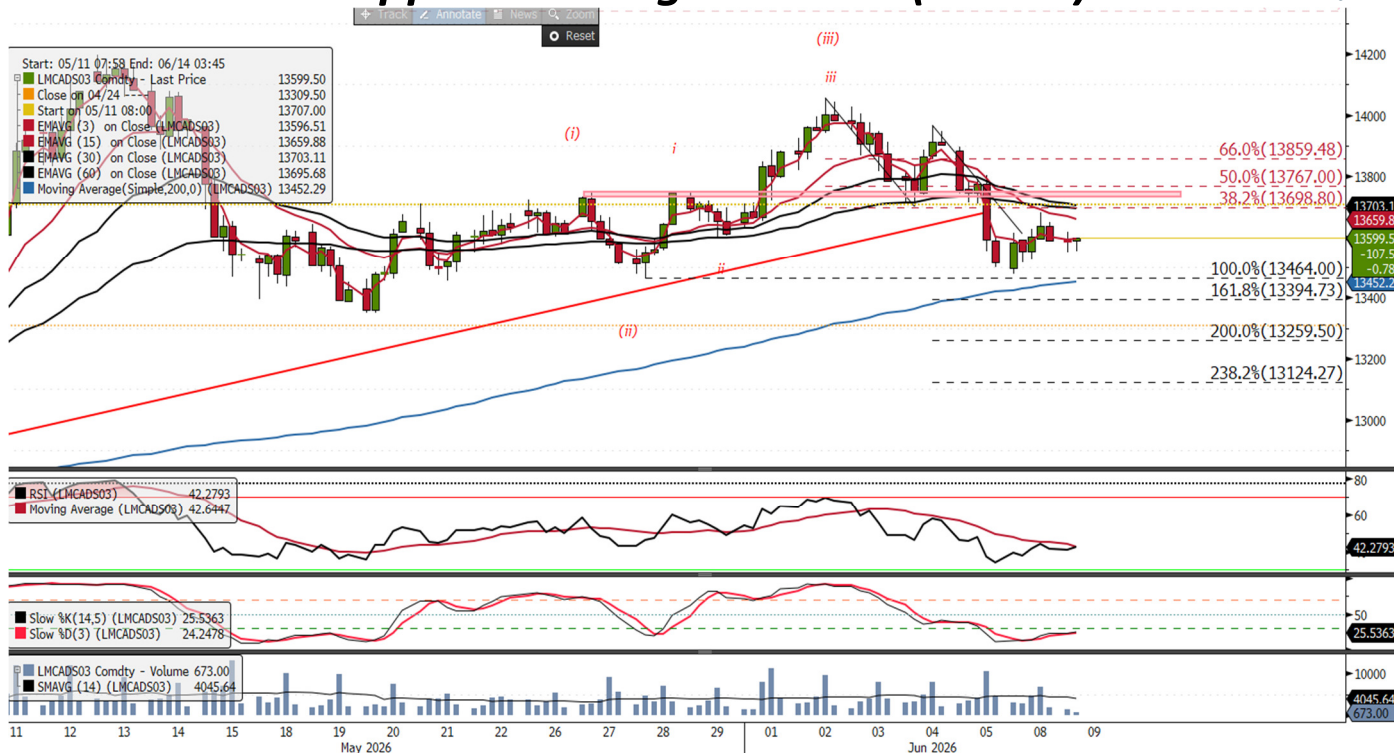 Track Annotate News Zoom
Reset
Start: 05/11 07:58 End: 06/14 03:45
LMCADS03 Comdty - Last Price 13599.50
Close on 04/24 ---- 13309.50
Start on 05/11 08:00 13707.00
EMAVG (3) on Close (LMCADS03) 13596.51
EMAVG (15) on Close (LMCADS03) 13659.88
EMAVG (30) on Close (LMCADS03) 13703.11
EMAVG (60) on Close (LMCADS03) 13695.68
Moving Average(Simple,200,0) (LMCADS03) 13452.29
(i)
(ii)
i
ii
(iii)
iii
66.0%(13859.48)
50.0%(13767.00)
38.2%(13698.80)
100.0%(13464.00)
161.8%(13394.73)
200.0%(13259.50)
238.2%(13124.27)
14200
14000
13800
13703.1
13659.8
13599.5
-107.5
-0.78
13452.2
13400
13200
13000
RSI (LMCADS03) 42.2793
Moving Average (LMCADS03) 42.6447
80
60
42.2793
Slow %K(14,5) (LMCADS03) 25.5363
Slow %D(3) (LMCADS03) 24.2478
50
25.5363
LMCADS03 Comdty - Volume 673.00
SMAVG (14) (LMCADS03) 4045.64
10000
4045.64
673.00
11 12 13 14 15 18 19 20 21 22 26 27 28 29 01 02 03 04 05 08 09
May 2026 Jun 2026